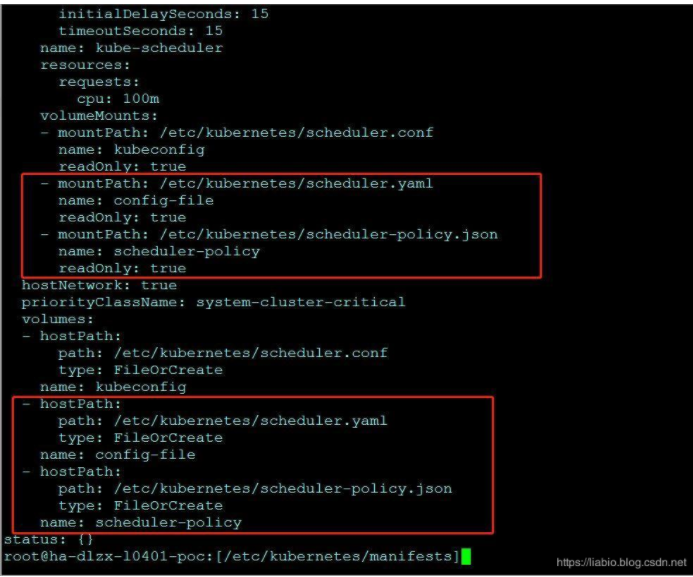 initialDelaySeconds: 15
timeoutSeconds: 15
name: kube-scheduler
resources:
requests:
cpu: 100m
volumeMounts:
- mountPath: /etc/kubernetes/scheduler.conf
name: kubeconfig
readOnly: true
- mountPath: /etc/kubernetes/scheduler.yaml
name: config-file
readOnly: true
- mountPath: /etc/kubernetes/scheduler-policy.json
name: scheduler-policy
readOnly: true
hostNetwork: true
priorityClassName: system-cluster-critical
volumes:
- hostPath:
path: /etc/kubernetes/scheduler.conf
type: FileOrCreate
name: kubeconfig
- hostPath:
path: /etc/kubernetes/scheduler.yaml
type: FileOrCreate
name: config-file
- hostPath:
path: /etc/kubernetes/scheduler-policy.json
type: FileOrCreate
name: scheduler-policy
status: {}
root@ha-dlzx-l0401-poc:[/etc/kubernetes/manifests]
https://liabio.blog.csdn.net